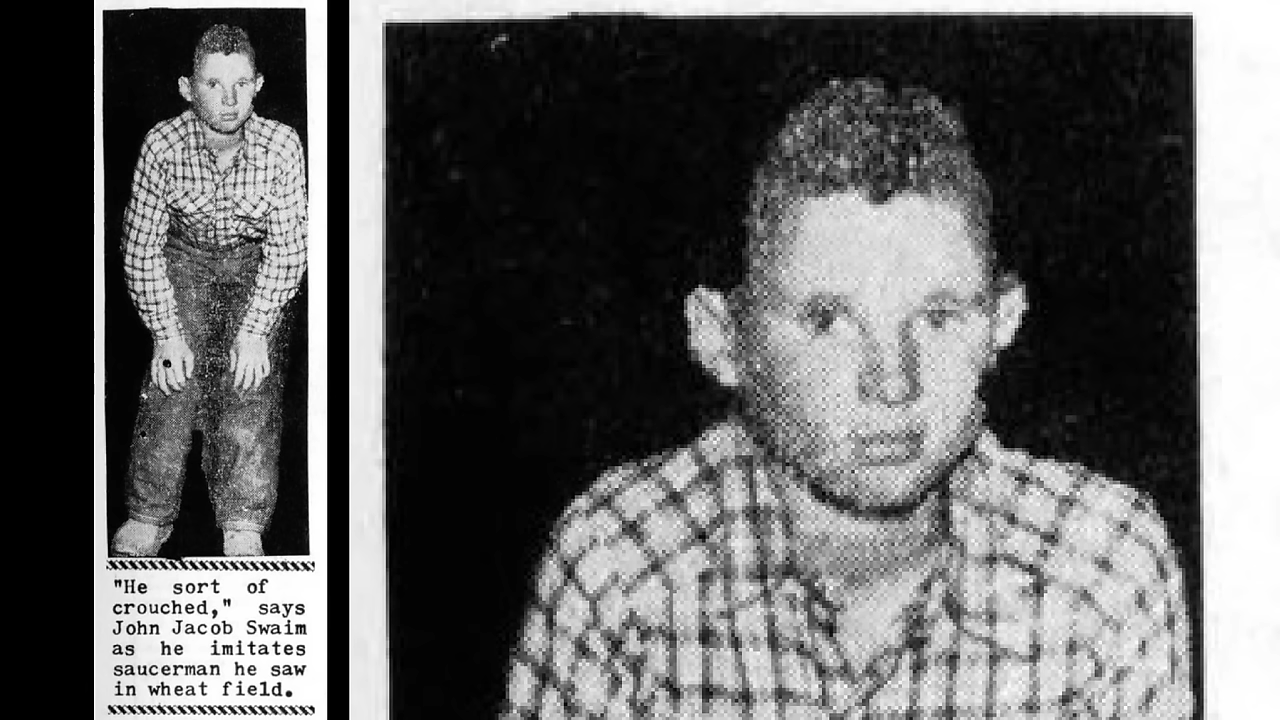 "He sort of
crouched," says
John Jacob Swaim
as he imitates
saucerman he saw
in wheat field.